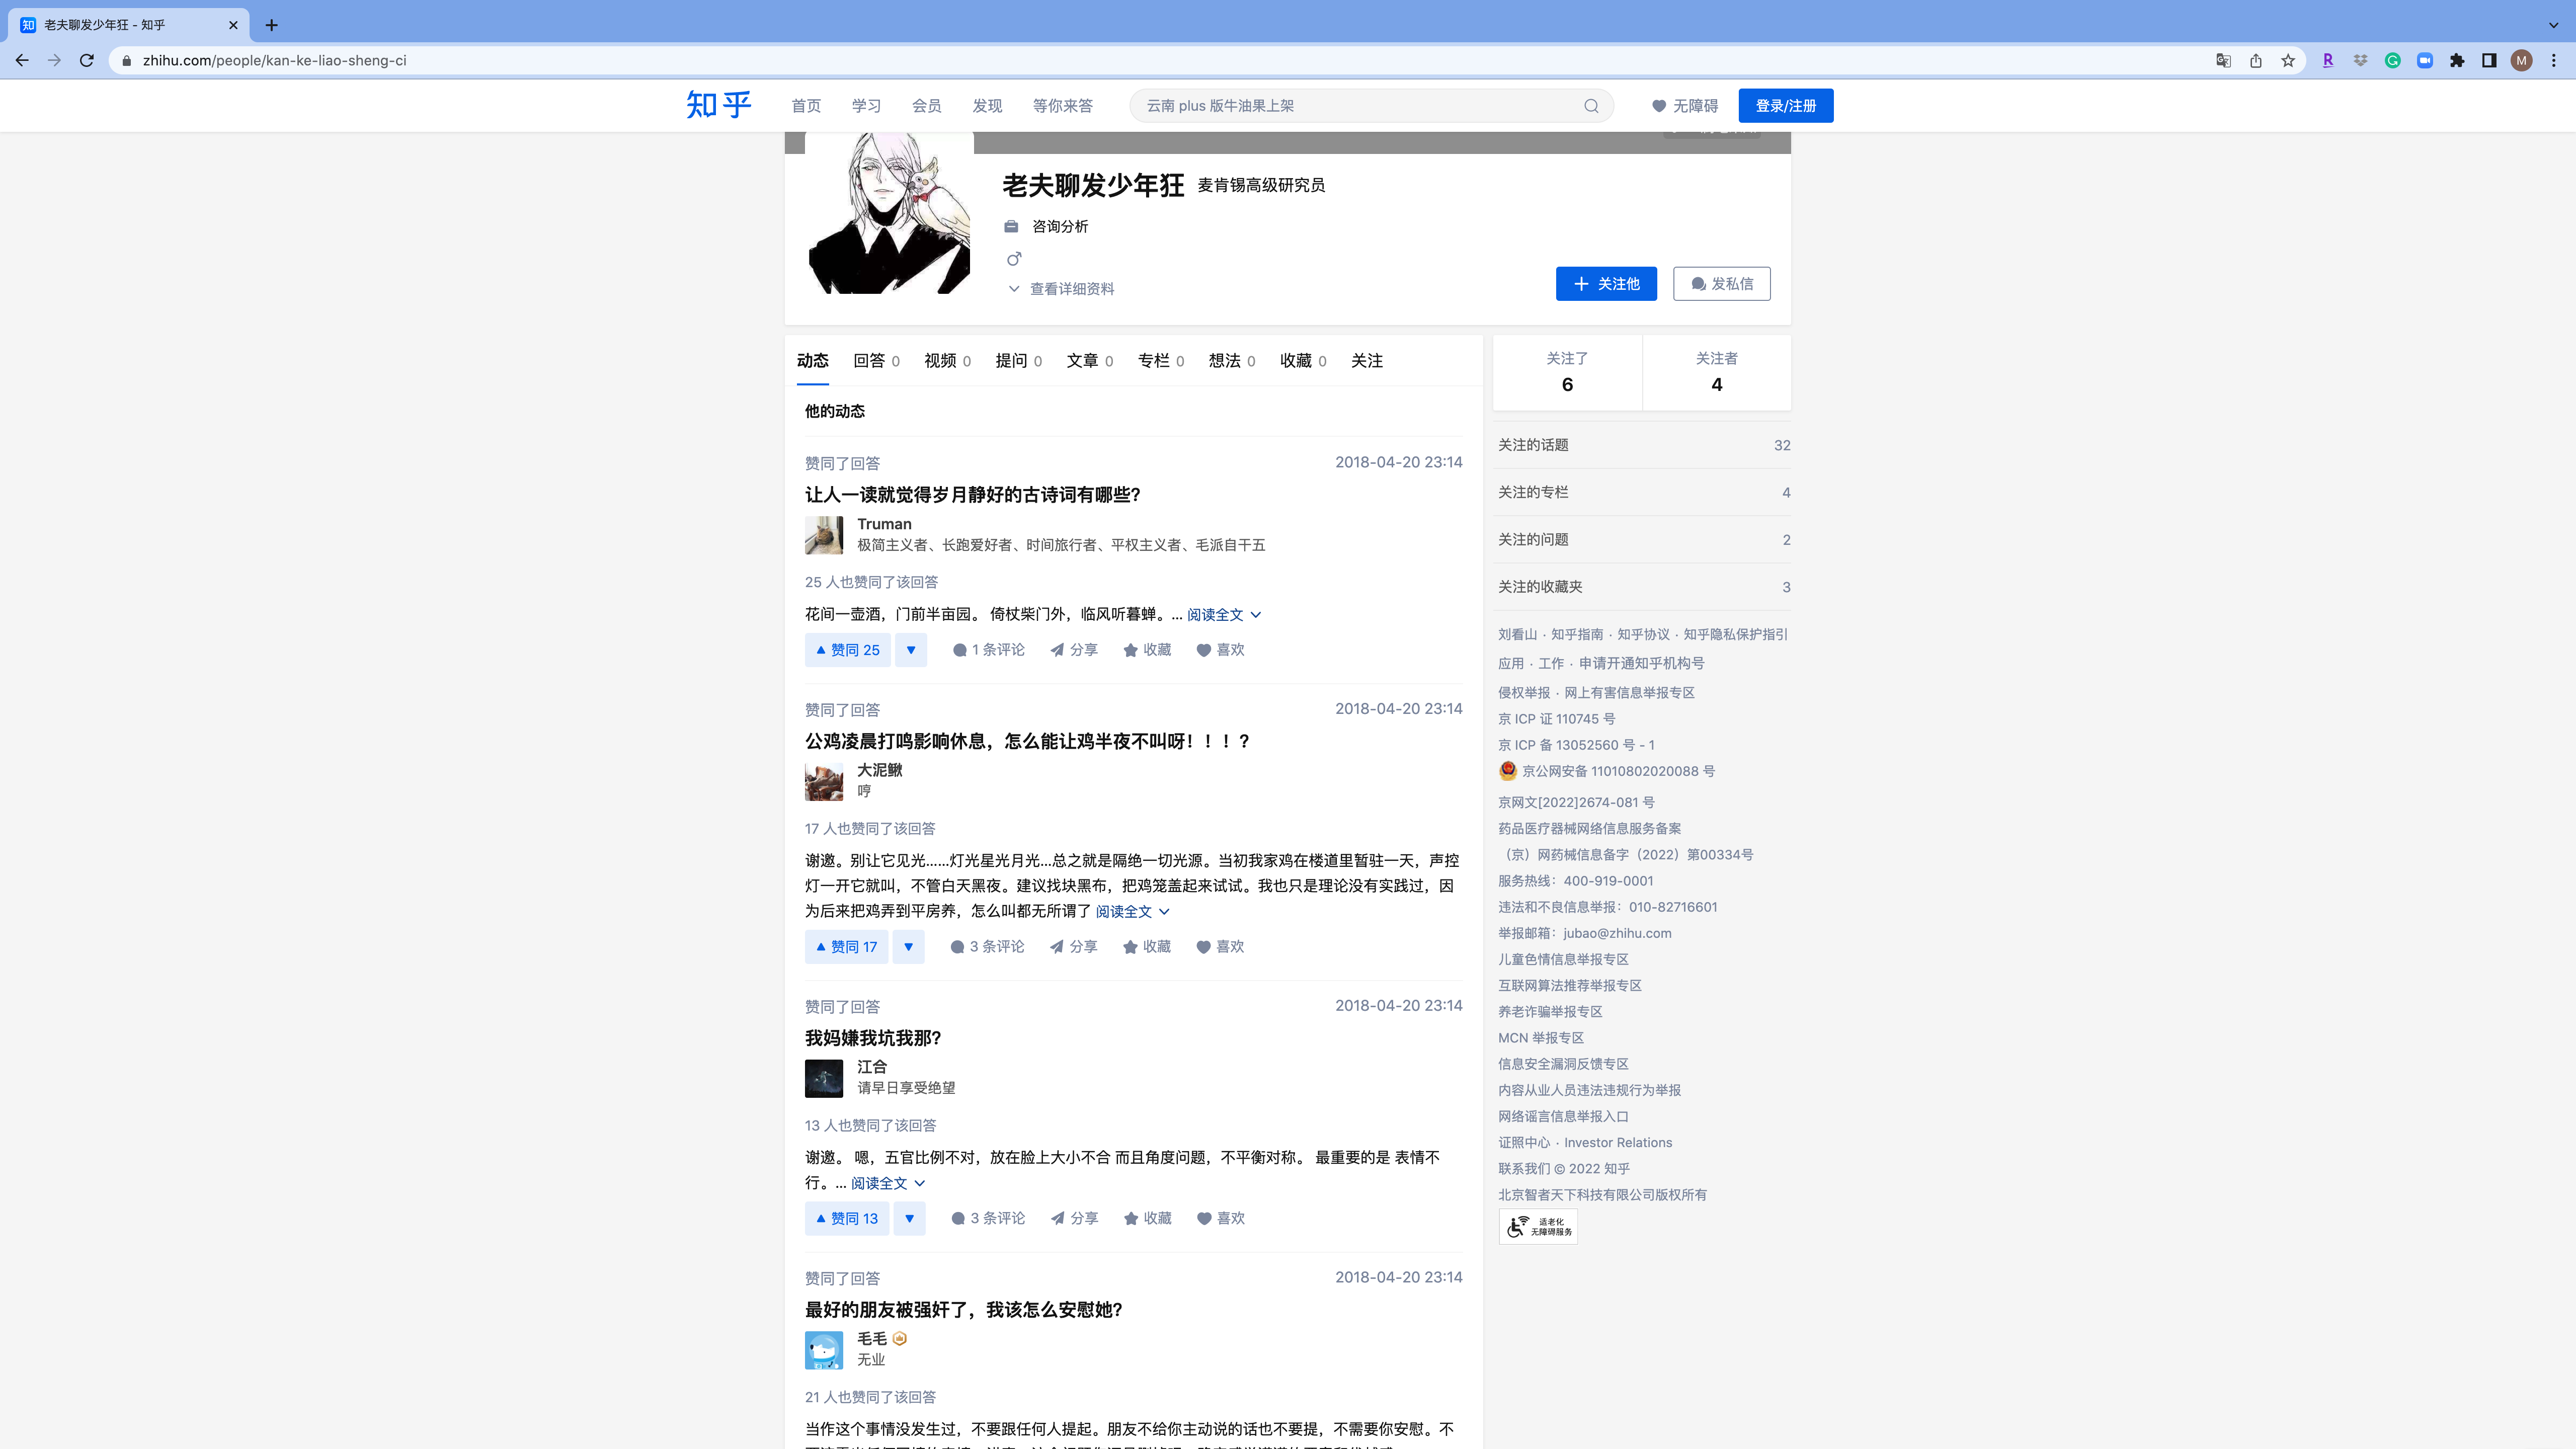 老夫聊发少年狂 - 知乎
zhihu.com/people/kan-ke-liao-sheng-ci
M
知乎
首页 学习 会员 发现 等你来答
云南 plus 版牛油果上架
无障碍
登录/注册
老夫聊发少年狂 麦肯锡高级研究员
咨询分析
查看详细资料
关注他
发私信
动态 回答 0 视频 0 提问 0 文章 0 专栏 0 想法 0 收藏 0 关注
他的动态
赞同了回答 2018-04-20 23:14
让人一读就觉得岁月静好的古诗词有哪些?
Truman
极简主义者、长跑爱好者、时间旅行者、平权主义者、毛派自干五
25 人也赞同了该回答
花间一壶酒，门前半亩园。 倚杖柴门外，临风听暮蝉。... 阅读全文
赞同 25 1 条评论 分享 收藏 喜欢
赞同了回答 2018-04-20 23:14
公鸡凌晨打鸣影响休息，怎么能让鸡半夜不叫呀！！！?
大泥鳅
哼
17 人也赞同了该回答
谢邀。别让它见光……灯光星光月光…总之就是隔绝一切光源。当初我家鸡在楼道里暂驻一天，声控
灯一开它就叫，不管白天黑夜。建议找块黑布，把鸡笼盖起来试试。我也只是理论没有实践过，因
为后来把鸡弄到平房养，怎么叫都无所谓了 阅读全文
赞同 17 3 条评论 分享 收藏 喜欢
赞同了回答 2018-04-20 23:14
我妈嫌我坑我那?
江合
请早日享受绝望
13 人也赞同了该回答
谢邀。 嗯，五官比例不对，放在脸上大小不合 而且角度问题，不平衡对称。 最重要的是 表情不
行。... 阅读全文
赞同 13 3 条评论 分享 收藏 喜欢
赞同了回答 2018-04-20 23:14
最好的朋友被强奸了，我该怎么安慰她?
毛毛
无业
21 人也赞同了该回答
当作这个事情没发生过，不要跟任何人提起。朋友不给你主动说的话也不要提，不需要你安慰。不
关注了 关注者
6 4
关注的话题 32
关注的专栏 4
关注的问题 2
关注的收藏夹 3
刘看山 · 知乎指南 · 知乎协议 · 知乎隐私保护指引
应用 · 工作 · 申请开通知乎机构号
侵权举报 · 网上有害信息举报专区
京 ICP 证 110745 号
京 ICP 备 13052560 号 - 1
京公网安备 11010802020088 号
京网文[2022]2674-081 号
药品医疗器械网络信息服务备案
（京）网药械信息备字（2022）第00334号
服务热线：400-919-0001
违法和不良信息举报：010-82716601
举报邮箱：jubao@zhihu.com
儿童色情信息举报专区
互联网算法推荐举报专区
养老诈骗举报专区
MCN 举报专区
信息安全漏洞反馈专区
内容从业人员违法违规行为举报
网络谣言信息举报入口
证照中心 · Investor Relations
联系我们 © 2022 知乎
北京智者天下科技有限公司版权所有
适老化
无障碍服务